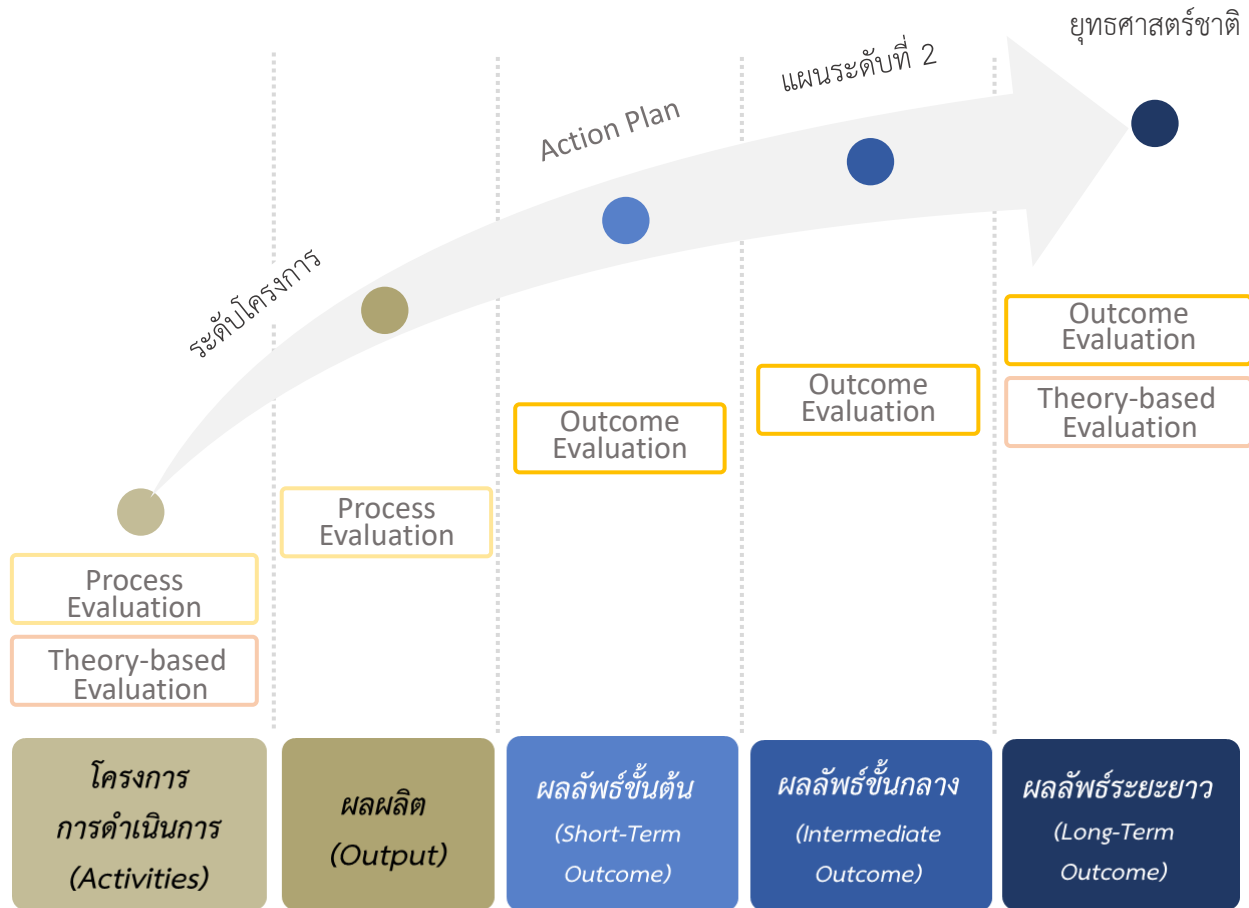 ยุทธศาสตร์ชาติ
แผนระดับที่ 2
Action Plan
ระดับโครงการ
Outcome
Evaluation
Theory-based
Evaluation
Outcome
Evaluation
Outcome
Evaluation
Process
Evaluation
Process
Evaluation
Theory-based
Evaluation
โครงการ
การดำเนินการ
(Activities)
ผลผลิต
(Output)
ผลลัพธ์ขั้นต้น
(Short-Term
Outcome)
ผลลัพธ์ขั้นกลาง
(Intermediate
Outcome)
ผลลัพธ์ระยะยาว
(Long-Term
Outcome)